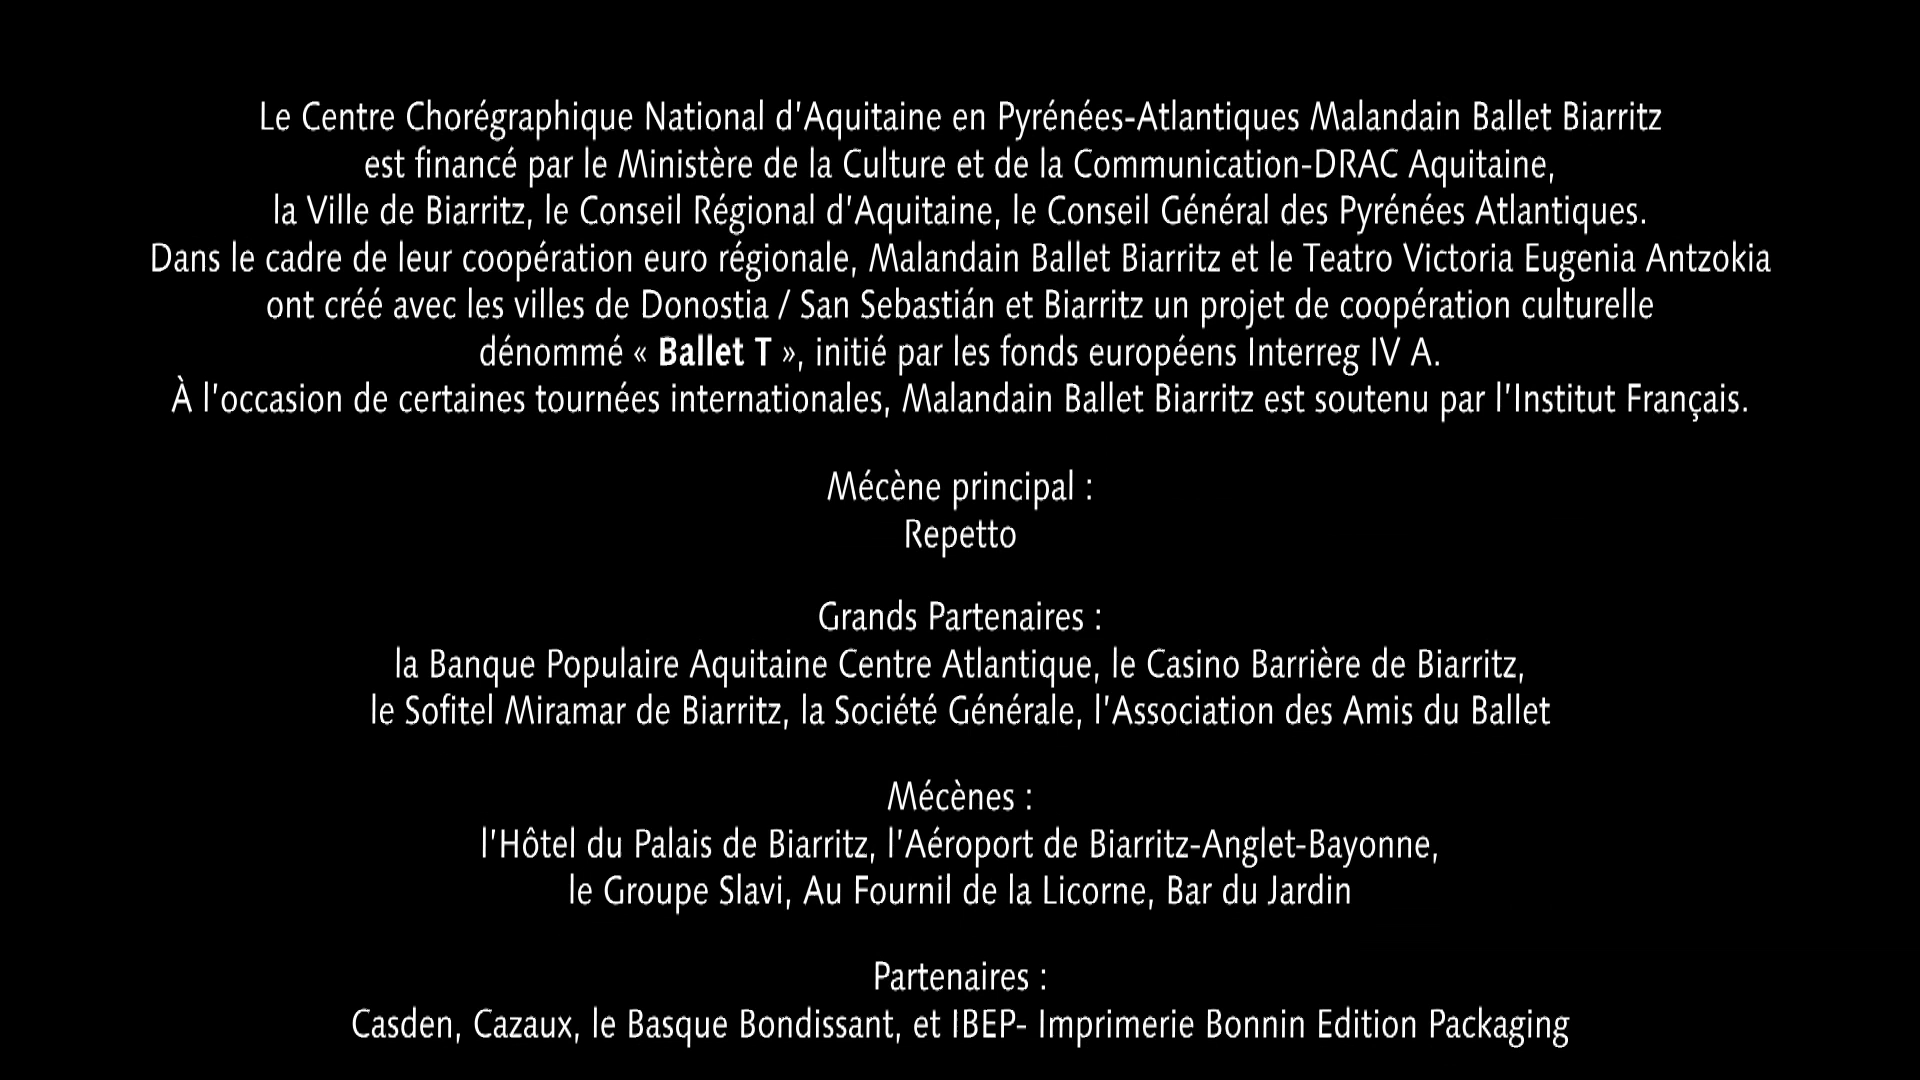 Le Centre Chorégraphique National d’Aquitaine en Pyrénées-Atlantiques Malandain Ballet Biarritz
est financé par le Ministère de la Culture et de la Communication-DRAC Aquitaine,
la Ville de Biarritz, le Conseil Régional d’Aquitaine, le Conseil Général des Pyrénées Atlantiques.
Dans le cadre de leur coopération euro régionale, Malandain Ballet Biarritz et le Teatro Victoria Eugenia Antzokia
ont créé avec les villes de Donostia / San Sebastián et Biarritz un projet de coopération culturelle
dénommé « Ballet T », initié par les fonds européens Interreg IV A.
À l’occasion de certaines tournées internationales, Malandain Ballet Biarritz est soutenu par l’Institut Français.
Mécène principal :
Repetto
Grands Partenaires :
la Banque Populaire Aquitaine Centre Atlantique, le Casino Barrière de Biarritz,
le Sofitel Miramar de Biarritz, la Société Générale, l’Association des Amis du Ballet
Mécènes :
l’Hôtel du Palais de Biarritz, l’Aéroport de Biarritz-Anglet-Bayonne,
le Groupe Slavi, Au Fournil de la Licorne, Bar du Jardin
Partenaires :
Casden, Cazaux, le Basque Bondissant, et IBEP- Imprimerie Bonnin Edition Packaging